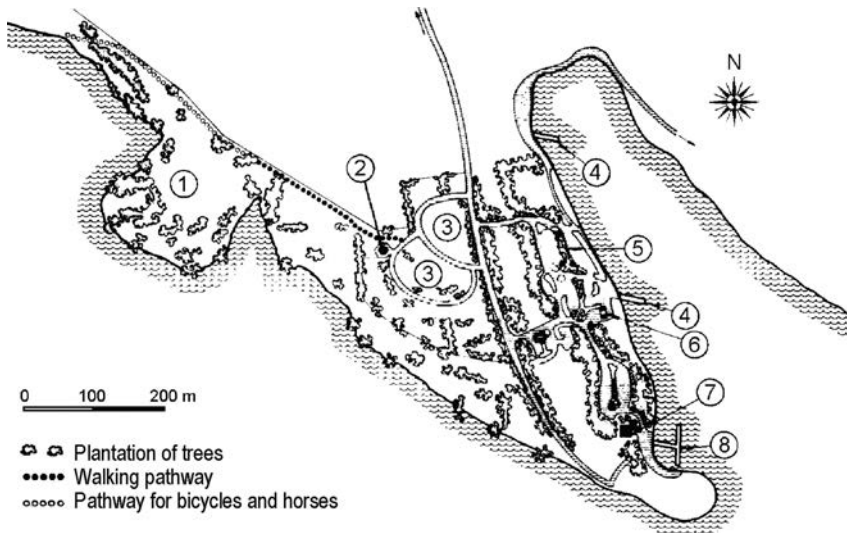 N
1
2
3
3
4
5
4
6
7
8
0 100 200 m
Plantation of trees
Walking pathway
Pathway for bicycles and horses